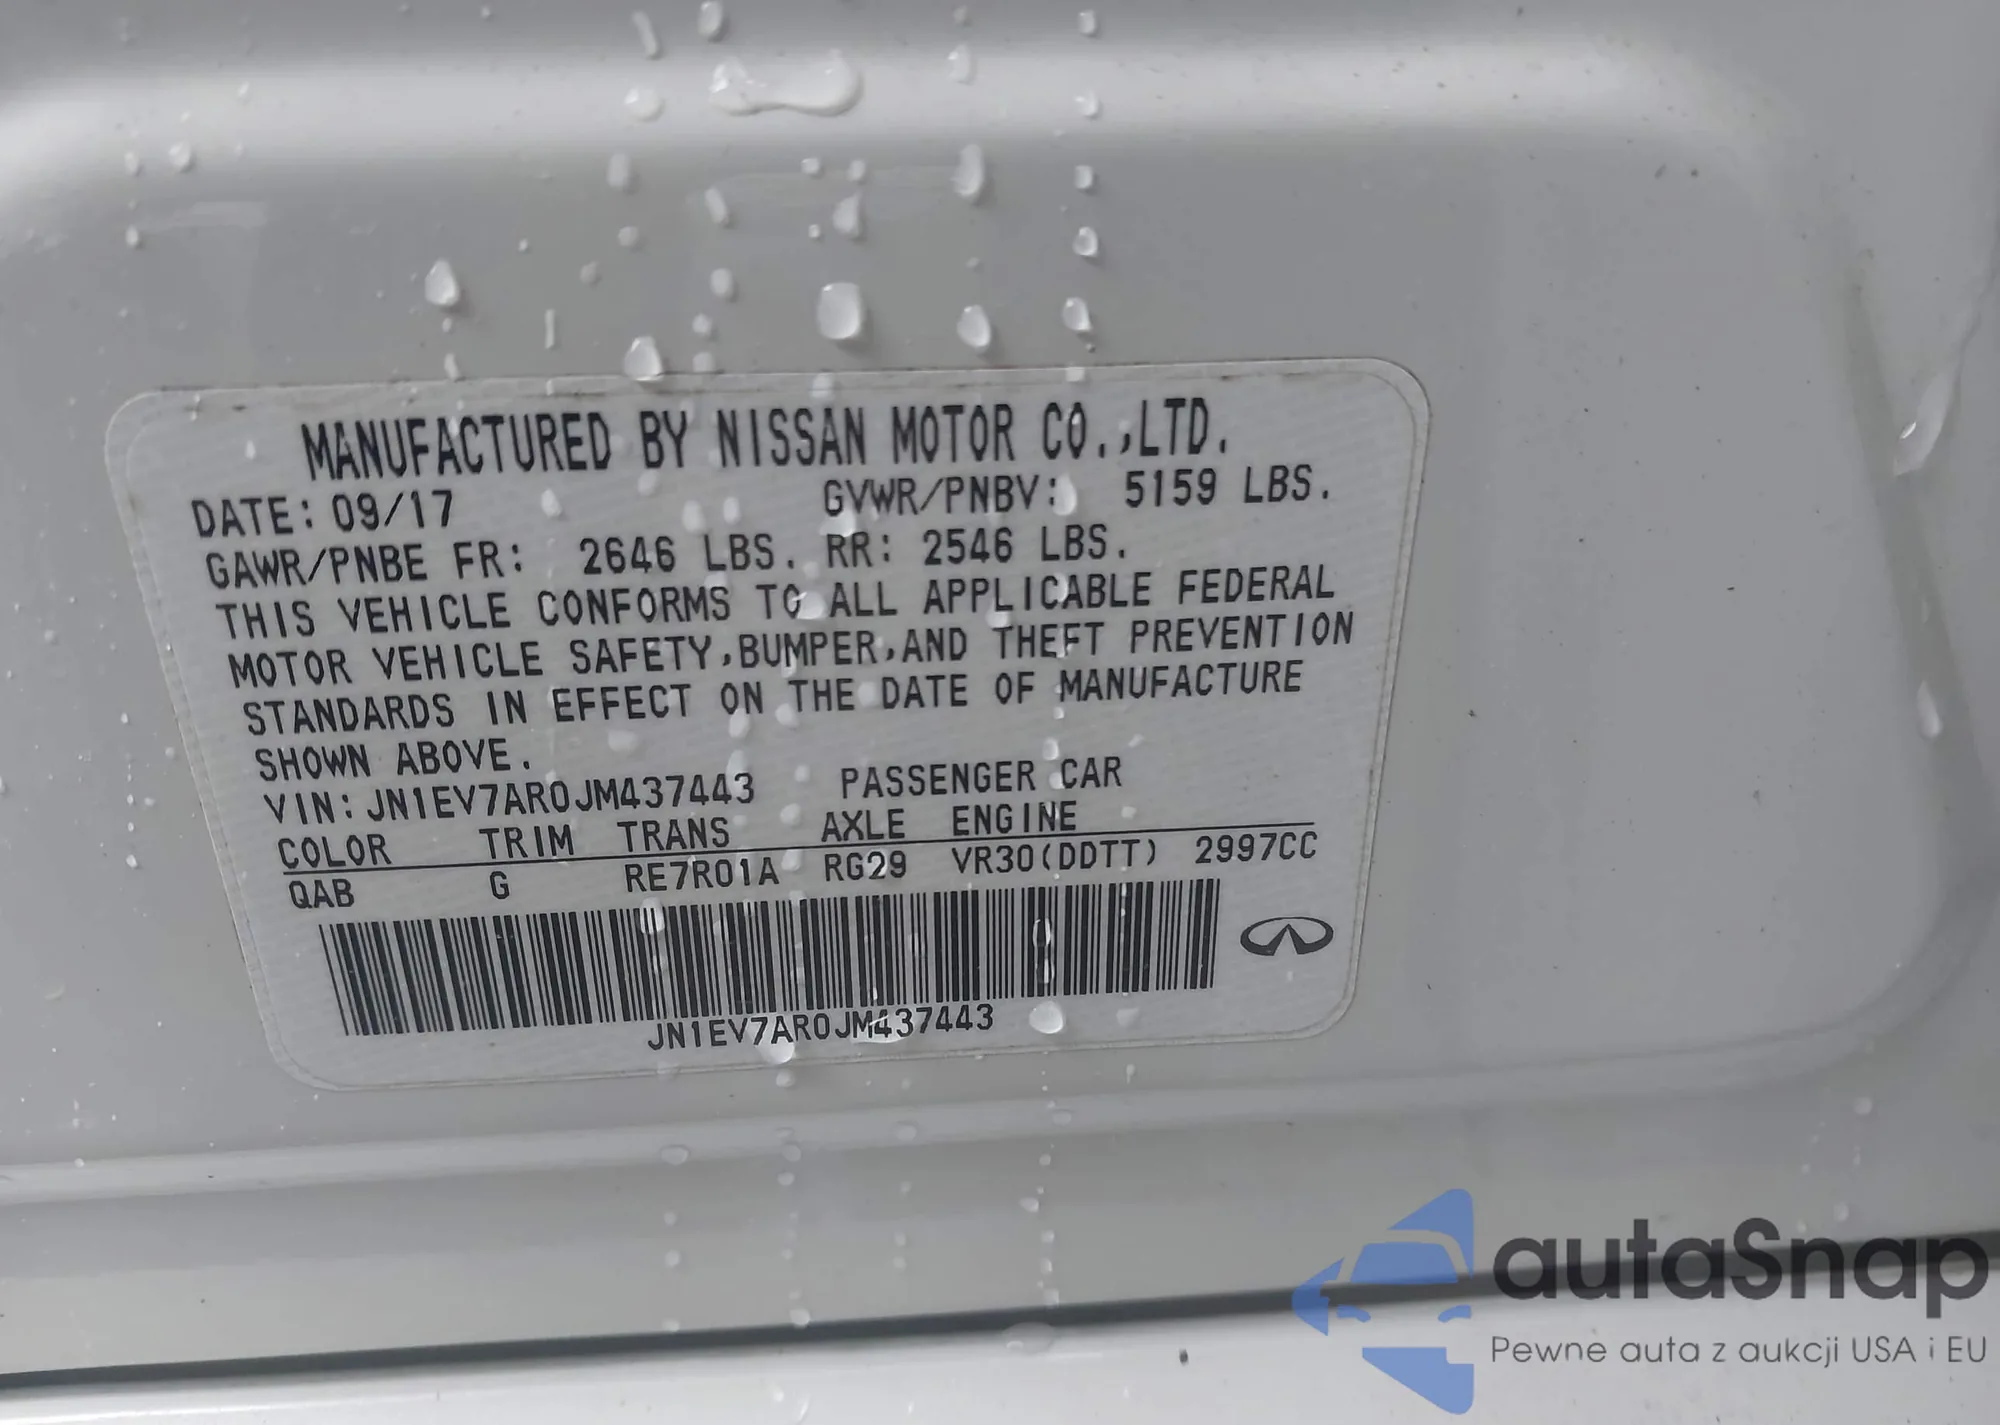 MANUFACTURED BY NISSAN MOTOR CO.,LTD.
DATE: 09/17 GVWR/PNBV: 5159 LBS.
GAWR/PNBE FR: 2646 LBS. RR: 2546 LBS.
THIS VEHICLE CONFORMS TO ALL APPLICABLE FEDERAL
MOTOR VEHICLE SAFETY,BUMPER,AND THEFT PREVENTION
STANDARDS IN EFFECT ON THE DATE OF MANUFACTURE
SHOWN ABOVE.
VIN: JN1EV7AR0JM437443 PASSENGER CAR
COLOR TRIM TRANS AXLE ENGINE
QAB G RE7R01A RG29 VR30(DDTT) 2997CC
JN1EV7AR0JM437443
autaSnap
Pewne auta z aukcji USA i EU